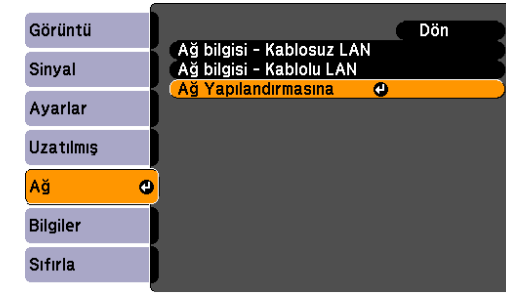 Görüntü
Sinyal
Ayarlar
Uzatılmış
Ağ
Bilgiler
Sıfırla
Dön
Ağ bilgisi - Kablosuz LAN
Ağ bilgisi - Kablolu LAN
Ağ Yapılandırmasına